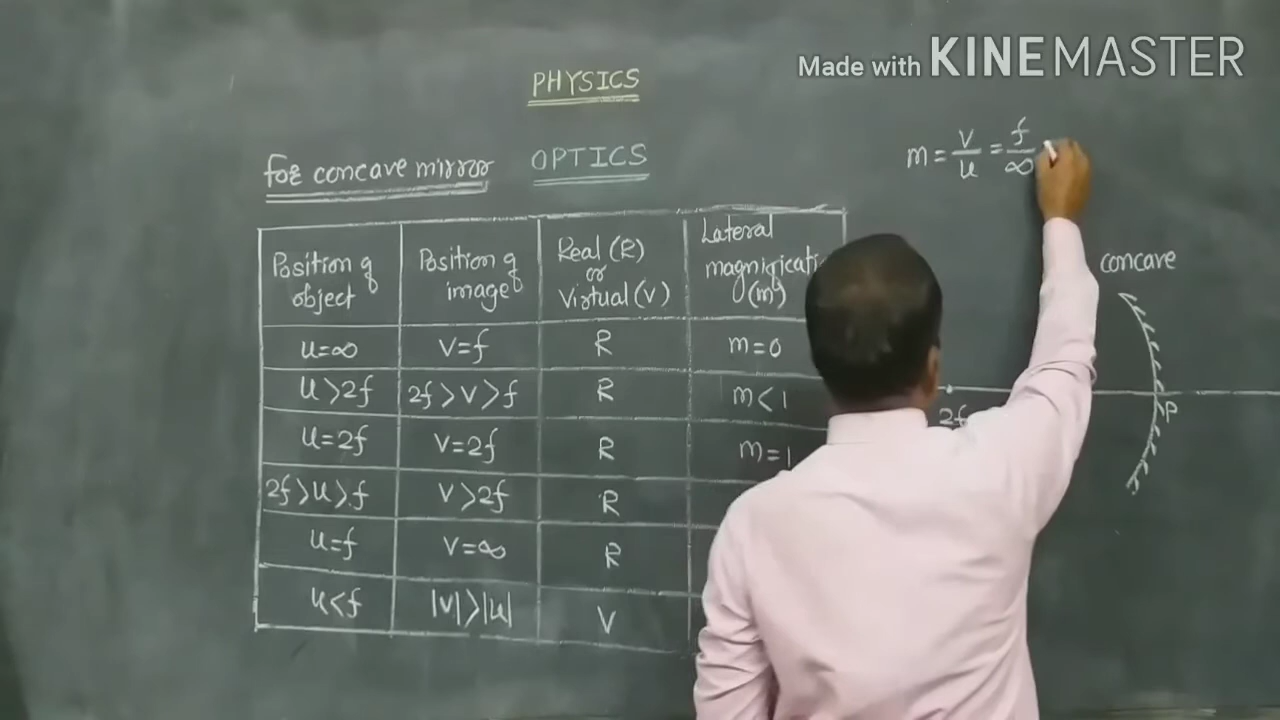 Made with KINEMASTER
PHYSICS
OPTICS
For concave mirror
m = v/u = f/∞
concave
Position of object
Position of image
Real (R) or Virtual (V)
Lateral
(m)
u=∞
v=f
R
m=0
u>2f
2f>v>f
R
m<1
u=2f
v=2f
R
m=1
2f>u>f
v>2f
R
u=f
v=∞
R
u<f
|v|>|u|
V
2f
P